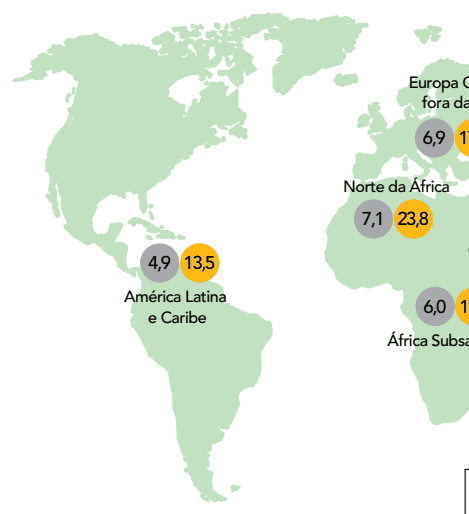 Europa
fora da
6,9
Norte da África
7,1 23,8
4,9 13,5
América Latina
e Caribe
6,0
África